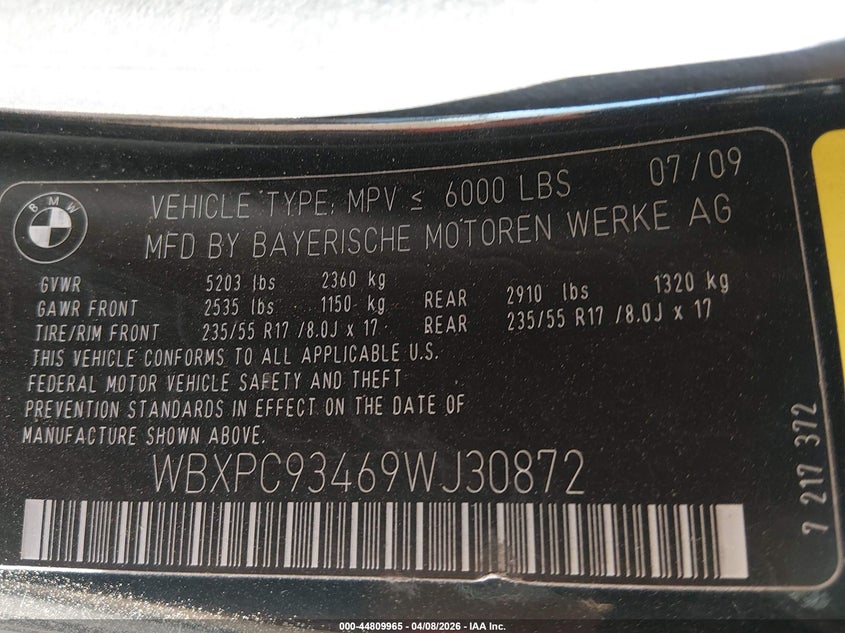 07/09
BMW
VEHICLE TYPE: MPV ≤ 6000 LBS
MFD BY BAYERISCHE MOTOREN WERKE AG
GVWR 5203 lbs 2360 kg
GAWR FRONT 2535 lbs 1150 kg REAR 2910 lbs 1320 kg
TIRE/RIM FRONT 235/55 R17 /8.0J x 17 REAR 235/55 R17 /8.0J x 17
THIS VEHICLE CONFORMS TO ALL APPLICABLE U.S.
FEDERAL MOTOR VEHICLE SAFETY AND THEFT
PREVENTION STANDARDS IN EFFECT ON THE DATE OF
MANUFACTURE SHOWN ABOVE.
WBXPC93469WJ30872
7 217 372
000-44809965 - 04/08/2026 - IAA Inc.